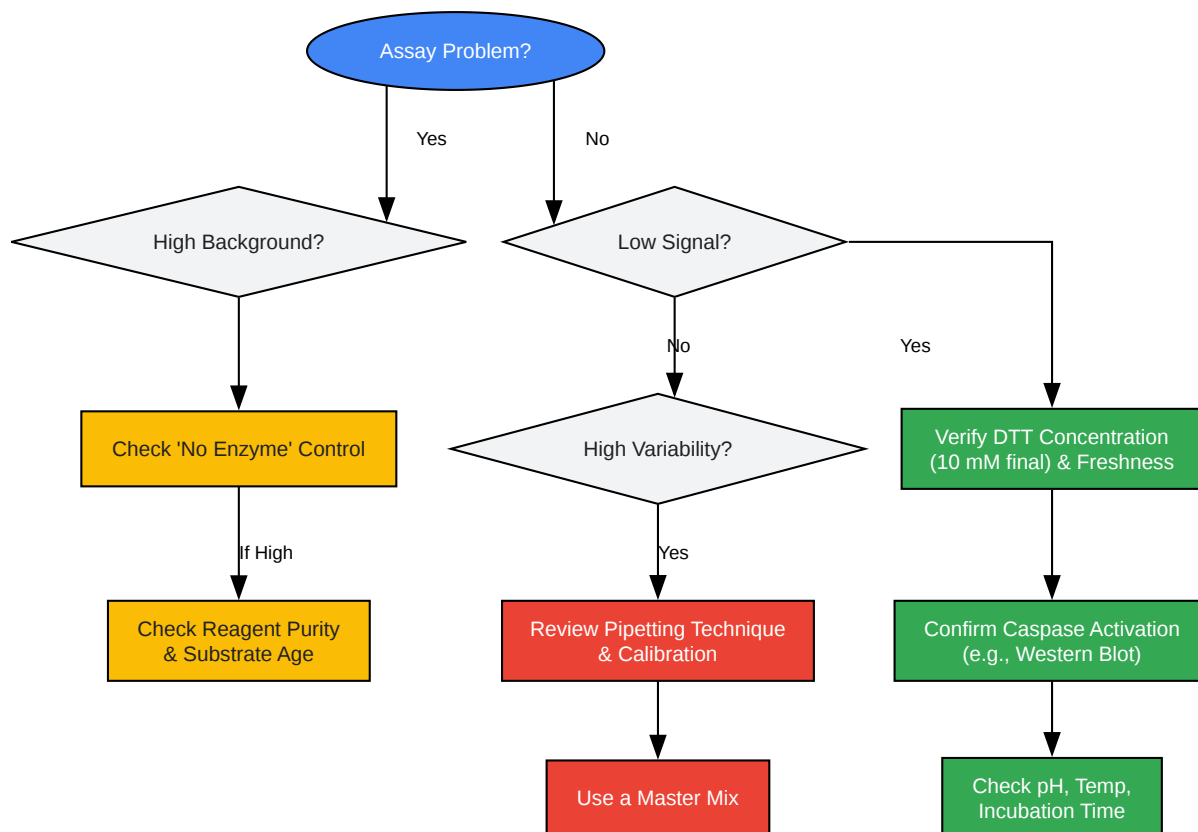 Assay Problem?
Yes
No
High Background?
Low Signal?
No
Yes
Check 'No Enzyme' Control
High Variability?
Verify DTT Concentration
(10 mM final) & Freshness
If High
Yes
Check Reagent Purity
& Substrate Age
Review Pipetting Technique
& Calibration
Confirm Caspase Activation
(e.g., Western Blot)
Use a Master Mix
Check pH, Temp,
Incubation Time